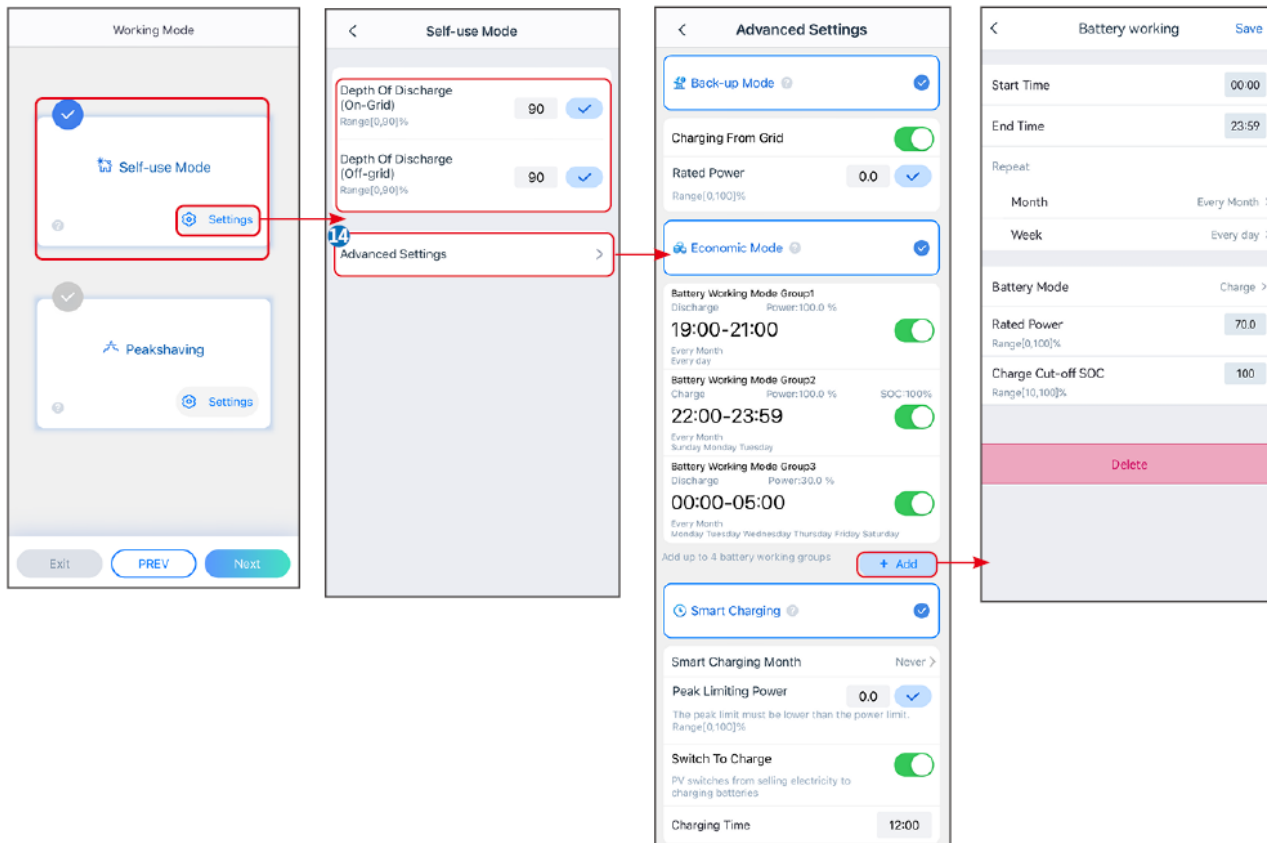 Working Mode
Self-use Mode
Settings
Peakshaving
Settings
Exit
PREV
Next
Self-use Mode
Depth Of Discharge
(On-Grid)
90
Range[0,90]%
Depth Of Discharge
(Off-grid)
90
Range[0,90]%
14
Advanced Settings
Advanced Settings
Back-up Mode
Charging From Grid
Rated Power
0.0
Range[0,100]%
Economic Mode
Battery Working Mode Group1
Discharge Power:100.0 %
19:00-21:00
Every Month
Every day
Battery Working Mode Group2
Charge Power:100.0 % SOC:100%
22:00-23:59
Every Month
Sunday Monday Tuesday
Battery Working Mode Group3
Discharge Power:30.0 %
00:00-05:00
Every Month
Monday Tuesday Wednesday Thursday Friday Saturday
Add up to 4 battery working groups
+ Add
Smart Charging
Smart Charging Month Never
Peak Limiting Power
0.0
The peak limit must be lower than the power limit.
Range[0,100]%
Switch To Charge
PV switches from selling electricity to
charging batteries
Charging Time 12:00
Battery working Save
Start Time 00:00
End Time 23:59
Repeat
Month Every Month
Week Every day
Battery Mode Charge
Rated Power 70.0
Range[0,100]%
Charge Cut-off SOC 100
Range[10,100]%
Delete